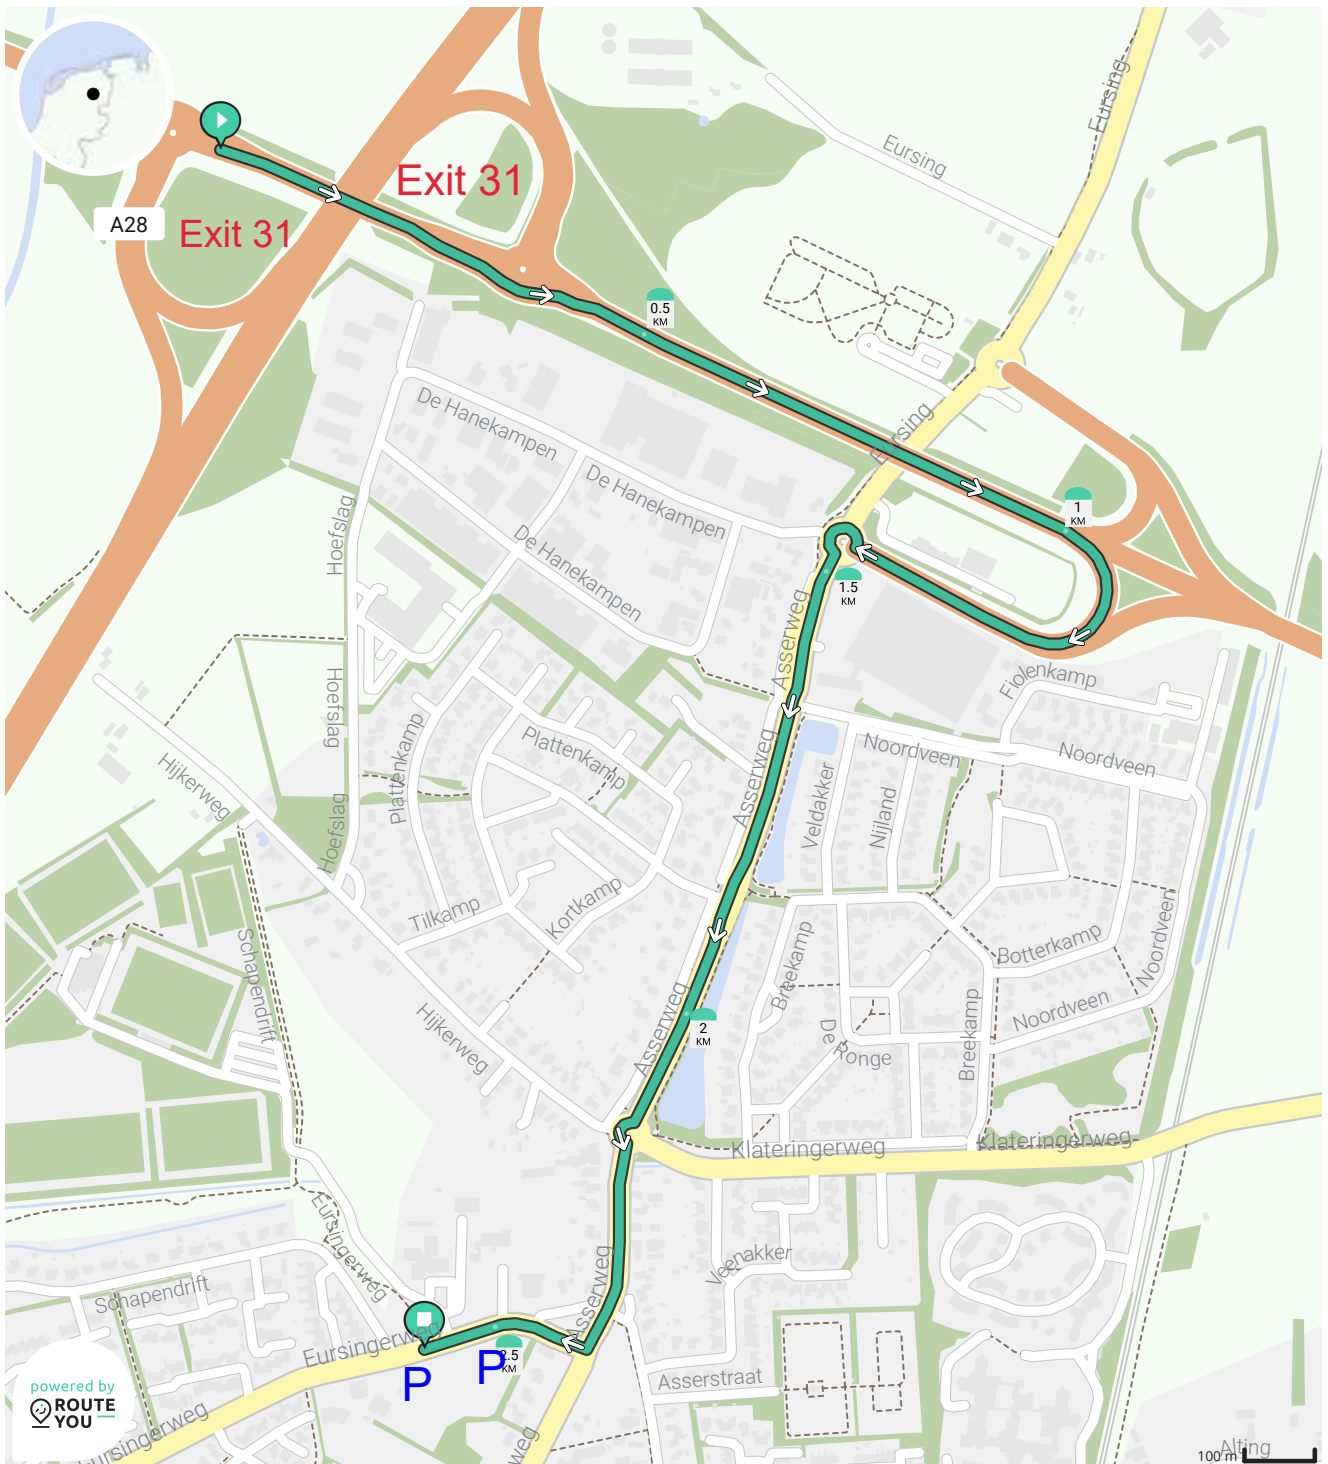 Eursing
Eursing
Exit 31
A28
Exit 31
0.5
KM
Eursing
De Hanekampen
De Hanekampen
1
KM
Hoefslag
De Hanekampen
1.5
KM
Asserweg
Fiolenkamp
Hoefslag
Plattenkamp
Plattenkamp
Noordveen
Noordveen
Hijkerweg
Asserweg
Veldakker
Nijland
Hoefslag
Tilkamp
Kortkamp
Schapendrift
Breekamp
Botterkamp
Noordveen
Hijkerweg
Asserweg
2
KM
De Ronge
Breekamp
Noordveen
Klateringerweg
Klateringerweg
Eursingerweg
Asserweg
Veenakker
Schapendrift
Eursingerweg
P
P
2.5
KM
Asserstraat
powered by
ROUTE
YOU
Eursingerweg
weg
Alting
100 m